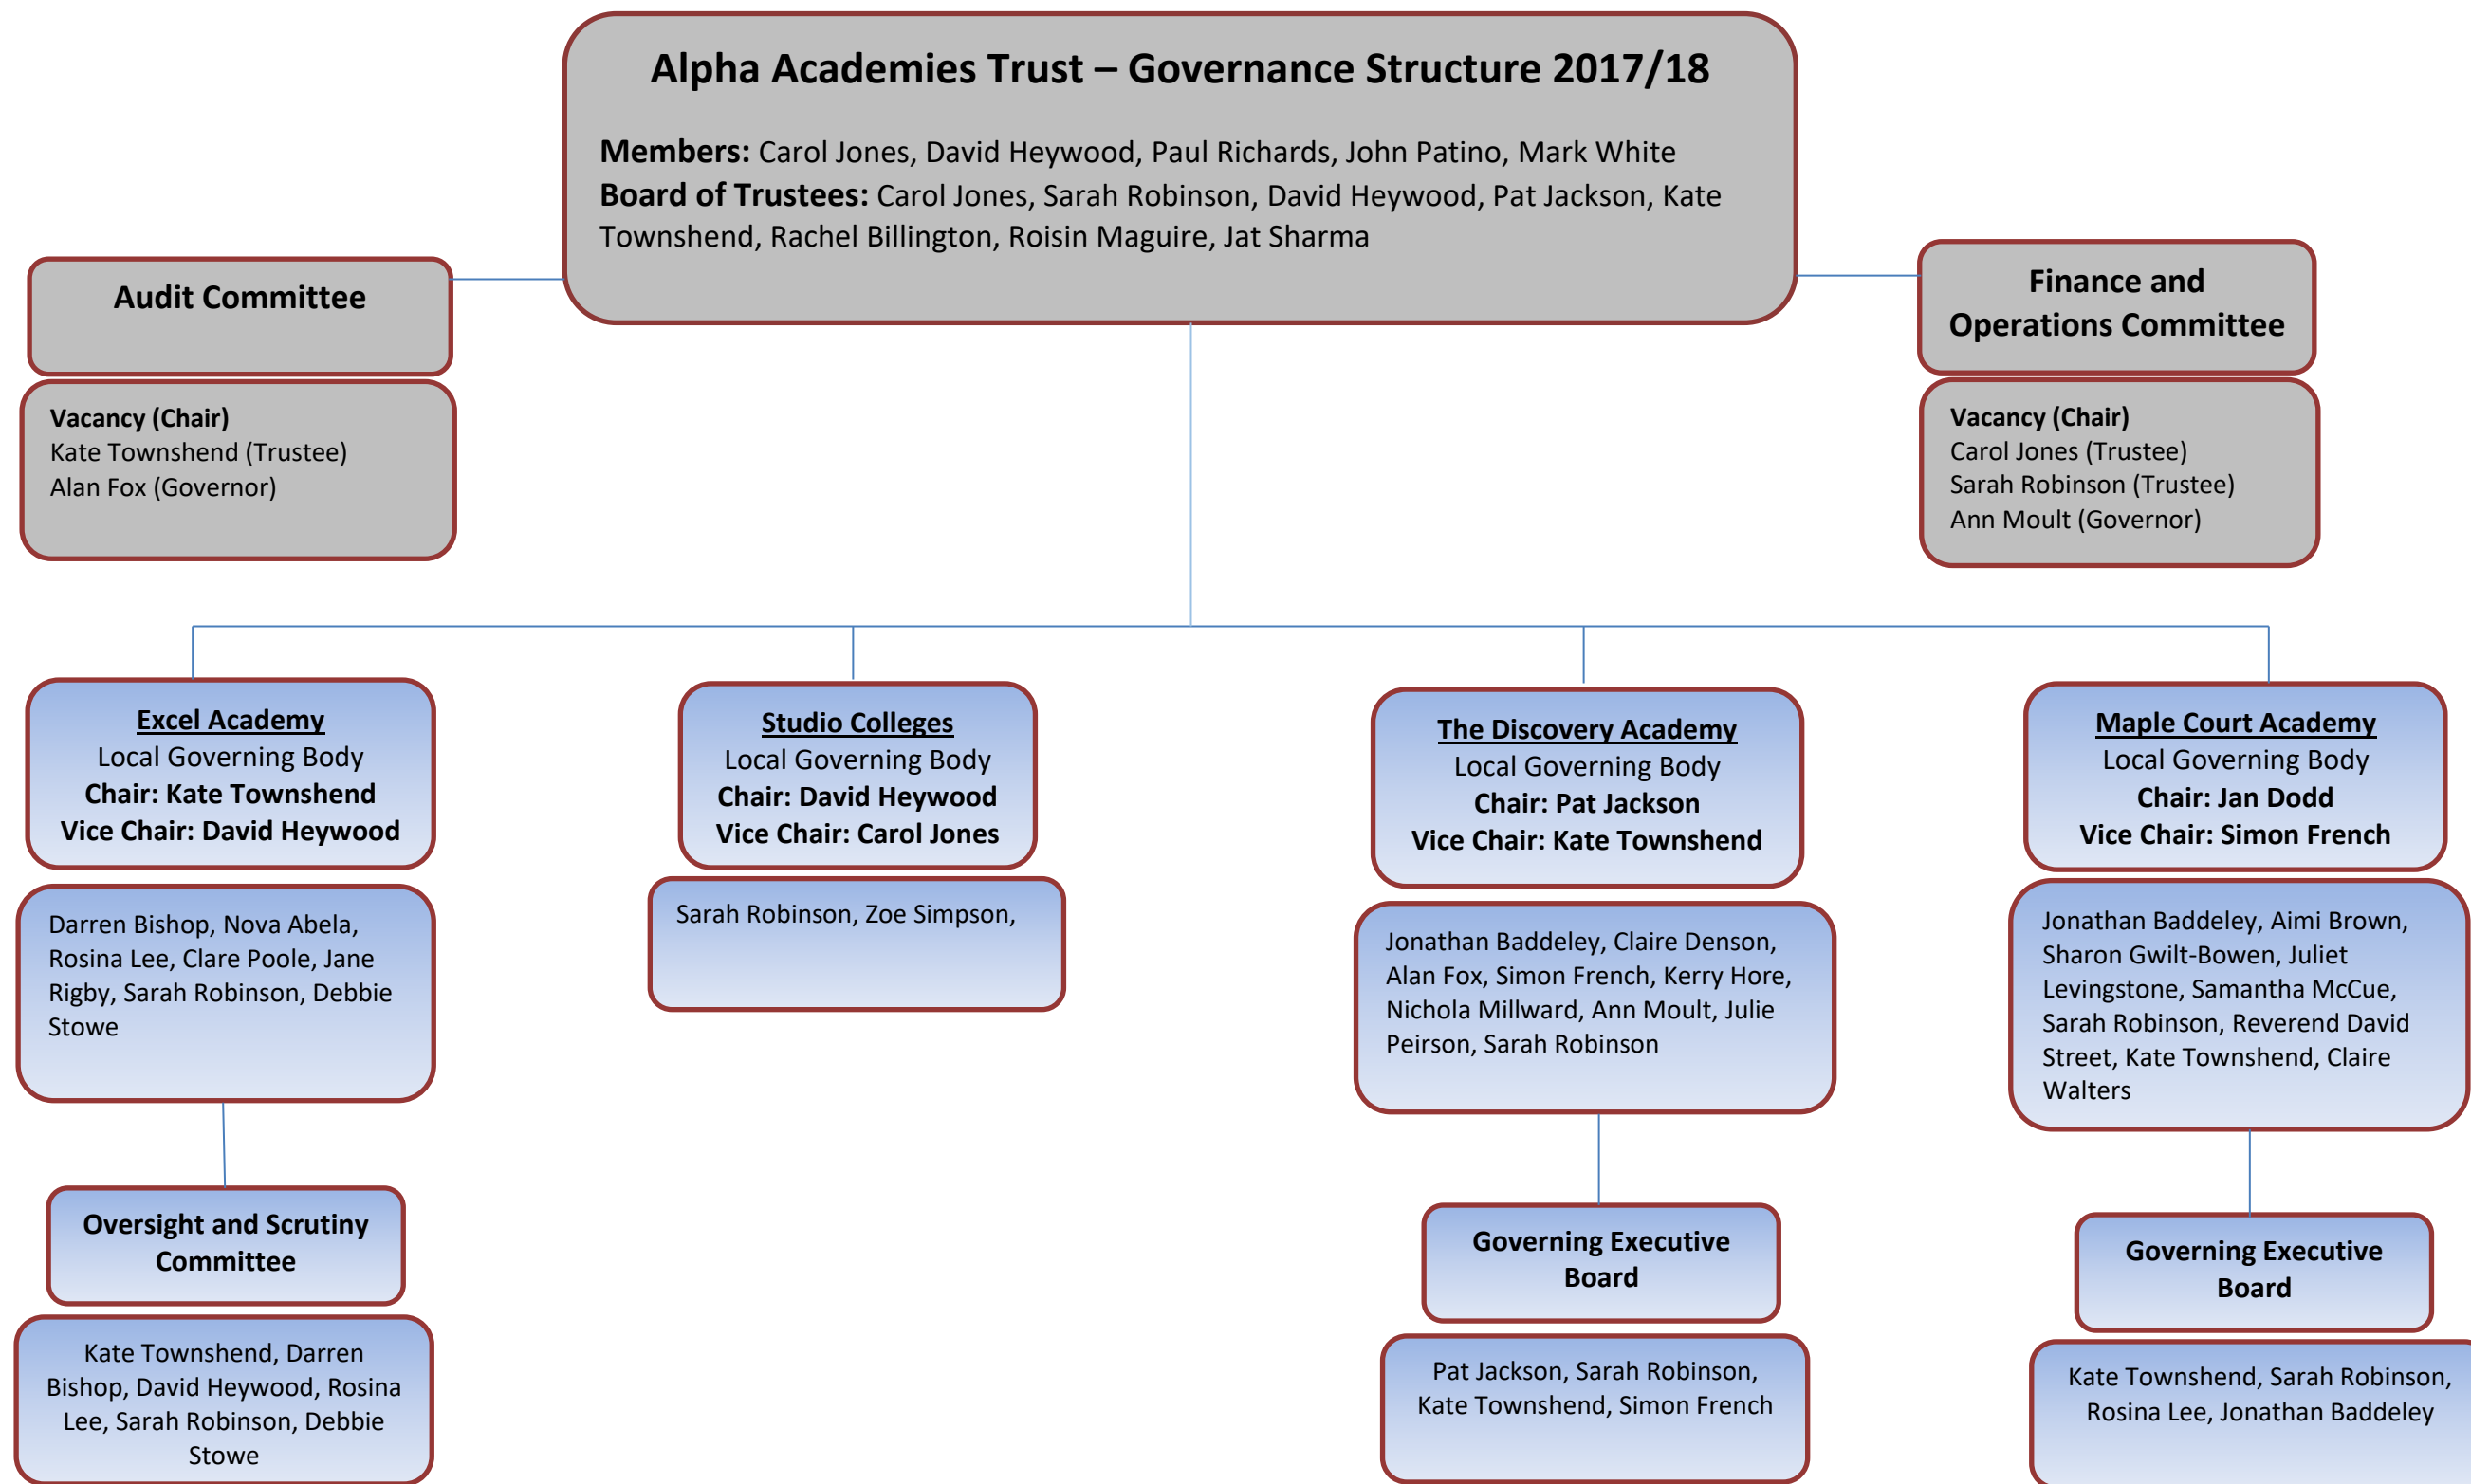 Alpha Academies Trust – Governance Structure 2017/18
Members: Carol Jones, David Heywood, Paul Richards, John Patino, Mark White
Board of Trustees: Carol Jones, Sarah Robinson, David Heywood, Pat Jackson, Kate
Townshend, Rachel Billington, Roisin Maguire, Jat Sharma
Audit Committee
Vacancy (Chair)
Kate Townshend (Trustee)
Alan Fox (Governor)
Finance and
Operations Committee
Vacancy (Chair)
Carol Jones (Trustee)
Sarah Robinson (Trustee)
Ann Moult (Governor)
Excel Academy
Local Governing Body
Chair: Kate Townshend
Vice Chair: David Heywood
Darren Bishop, Nova Abela,
Rosina Lee, Clare Poole, Jane
Rigby, Sarah Robinson, Debbie
Stowe
Oversight and Scrutiny
Committee
Kate Townshend, Darren
Bishop, David Heywood, Rosina
Lee, Sarah Robinson, Debbie
Stowe
Studio Colleges
Local Governing Body
Chair: David Heywood
Vice Chair: Carol Jones
Sarah Robinson, Zoe Simpson,
The Discovery Academy
Local Governing Body
Chair: Pat Jackson
Vice Chair: Kate Townshend
Jonathan Baddeley, Claire Denson,
Alan Fox, Simon French, Kerry Hore,
Nichola Millward, Ann Moult, Julie
Peirson, Sarah Robinson
Governing Executive
Board
Pat Jackson, Sarah Robinson,
Kate Townshend, Simon French
Maple Court Academy
Local Governing Body
Chair: Jan Dodd
Vice Chair: Simon French
Jonathan Baddeley, Aimi Brown,
Sharon Gwilt-Bowen, Juliet
Levingstone, Samantha McCue,
Sarah Robinson, Reverend David
Street, Kate Townshend, Claire
Walters
Governing Executive
Board
Kate Townshend, Sarah Robinson,
Rosina Lee, Jonathan Baddeley